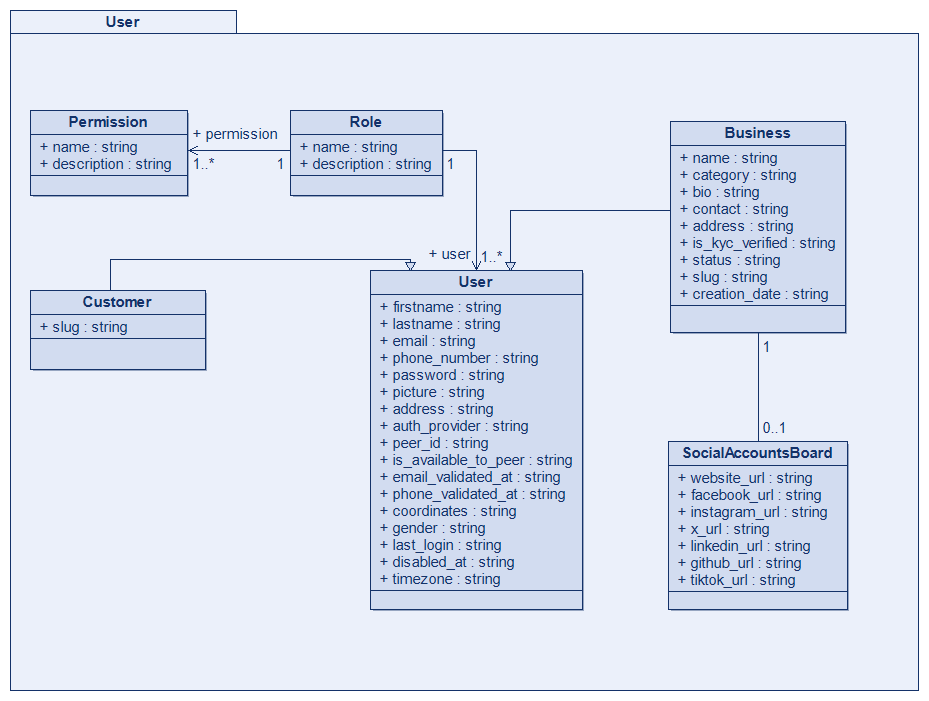 User
Permission
+ name : string
+ description : string
+ permission
1..*
1
Role
+ name : string
+ description : string
1
+ user
1..*
Business
+ name : string
+ category : string
+ bio : string
+ contact : string
+ address : string
+ is_kyc_verified : string
+ status : string
+ slug : string
+ creation_date : string
Customer
+ slug : string
User
+ firstname : string
+ lastname : string
+ email : string
+ phone_number : string
+ password : string
+ picture : string
+ address : string
+ auth_provider : string
+ peer_id : string
+ is_available_to_peer : string
+ email_validated_at : string
+ phone_validated_at : string
+ coordinates : string
+ gender : string
+ last_login : string
+ disabled_at : string
+ timezone : string
1
0..1
SocialAccountsBoard
+ website_url : string
+ facebook_url : string
+ instagram_url : string
+ x_url : string
+ linkedin_url : string
+ github_url : string
+ tiktok_url : string